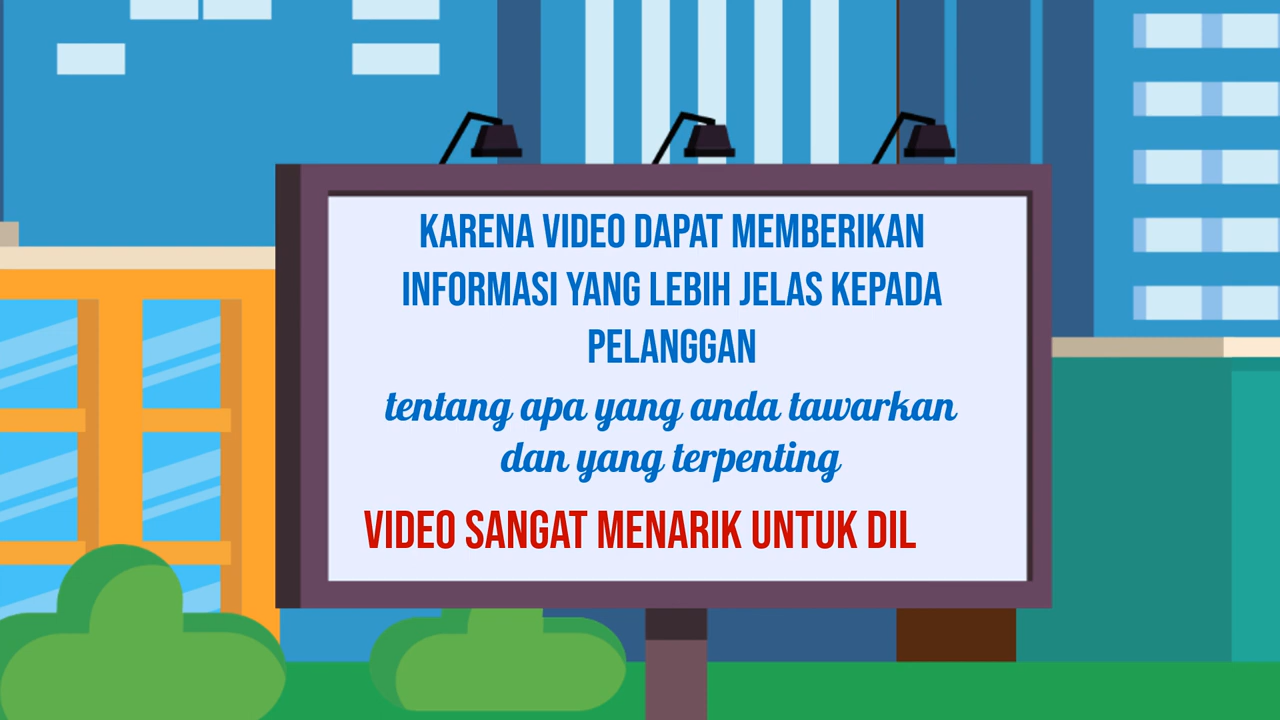 KARENA VIDEO DAPAT MEMBERIKAN
INFORMASI YANG LEBIH JELAS KEPADA
PELANGGAN
tentang apa yang anda tawarkan
dan yang terpenting
VIDEO SANGAT MENARIK UNTUK DIL